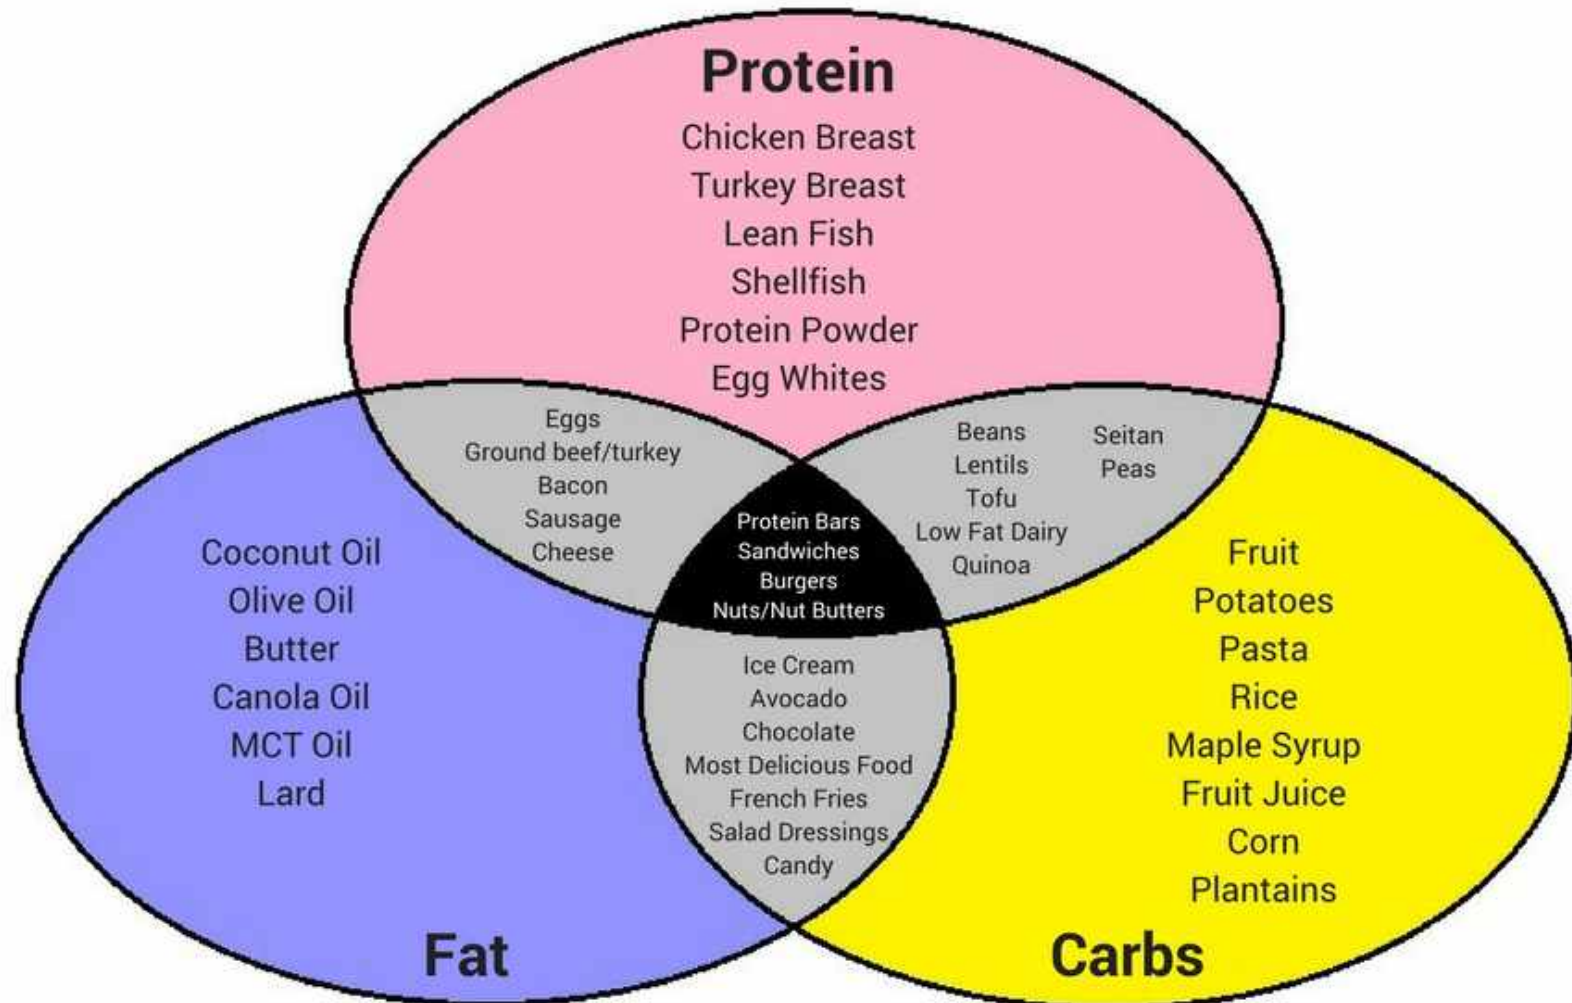 Protein
Chicken Breast
Turkey Breast
Lean Fish
Shellfish
Protein Powder
Egg Whites
Eggs
Ground beef/turkey
Bacon
Sausage
Cheese
Beans
Lentils
Tofu
Low Fat Dairy
Quinoa
Seitan
Peas
Protein Bars
Sandwiches
Burgers
Nuts/Nut Butters
Coconut Oil
Olive Oil
Butter
Canola Oil
MCT Oil
Lard
Fat
Ice Cream
Avocado
Chocolate
Most Delicious Food
French Fries
Salad Dressings
Candy
Fruit
Potatoes
Pasta
Rice
Maple Syrup
Fruit Juice
Corn
Plantains
Carbs